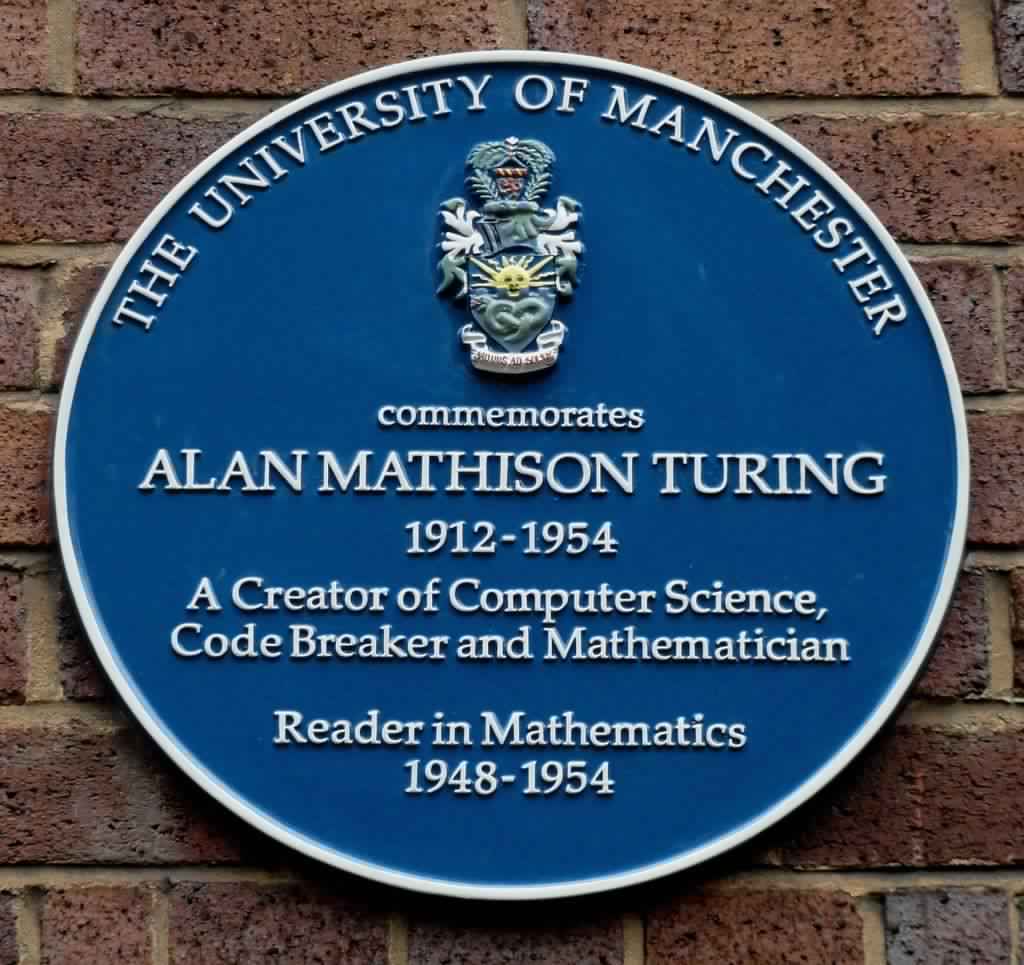 THE UNIVERSITY OF MANCHESTER
commemorates
ALAN MATHISON TURING
1912-1954
A Creator of Computer Science,
Code Breaker and Mathematician
Reader in Mathematics
1948-1954